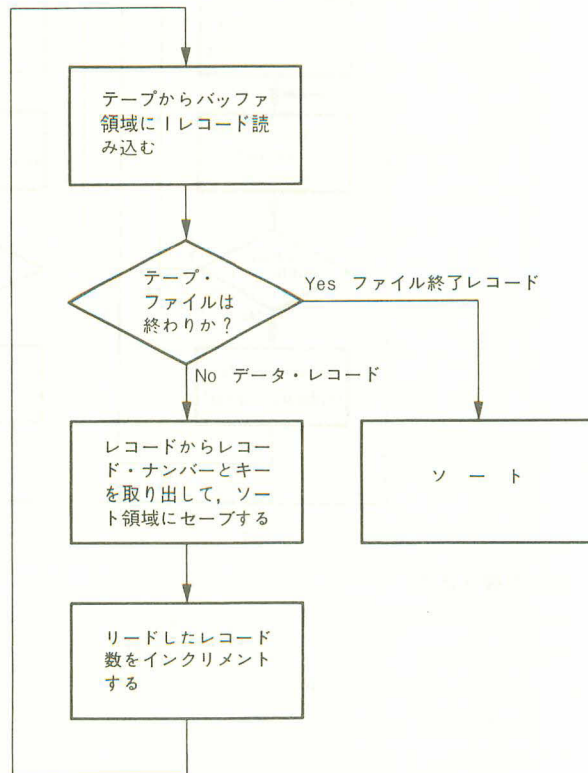 テープからバッファ
領域に1レコード読
み込む
テープ・
ファイルは
終わりか?
Yes ファイル終了レコード
No データ・レコード
レコードからレコー
ド・ナンバーとキー
を取り出して,ソー
ト領域にセーブする
ソート
リードしたレコード
数をインクリメント
する